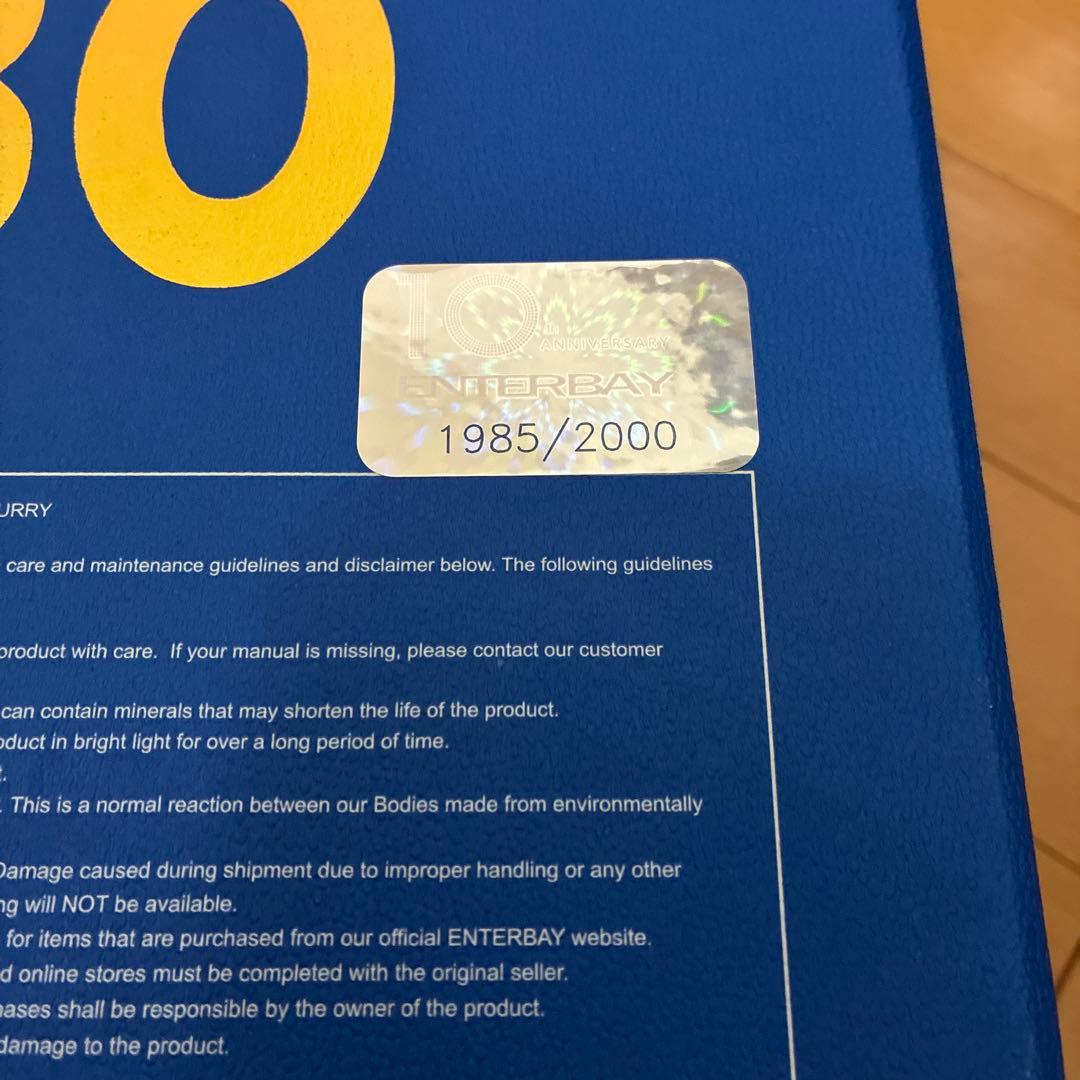 30
10
th
ANNIVERSARY
ENTERBAY
1985/2000
URRY
care and maintenance guidelines and disclaimer below. The following guidelines
product with care. If your manual is missing, please contact our customer
can contain minerals that may shorten the life of the product.
oduct in bright light for over a long period of time.
t.
. This is a normal reaction between our Bodies made from environmentally
Damage caused during shipment due to improper handling or any other
ng will NOT be available.
for items that are purchased from our official ENTERBAY website.
d online stores must be completed with the original seller.
hases shall be responsible by the owner of the product.
damage to the product.